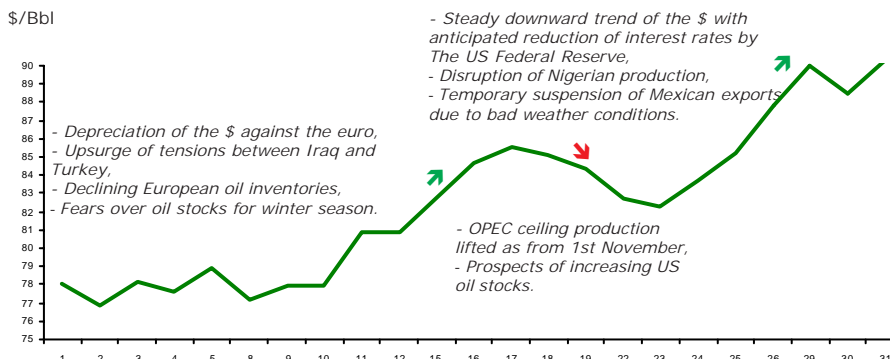 $/Bbl
- Steady downward trend of the $ with
anticipated reduction of interest rates by
The US Federal Reserve,
- Disruption of Nigerian production,
- Temporary suspension of Mexican exports
due to bad weather conditions.
- Depreciation of the $ against the euro,
- Upsurge of tensions between Iraq and
Turkey,
- Declining European oil inventories,
- Fears over oil stocks for winter season.
- OPEC ceiling production
lifted as from 1st November,
- Prospects of increasing US
oil stocks.
90
89
88
87
86
85
84
83
82
81
80
79
78
77
76
75
1 2 3 4 5 8 9 10 11 12 15 16 17 18 19 22 23 24 25 26 29 30 31